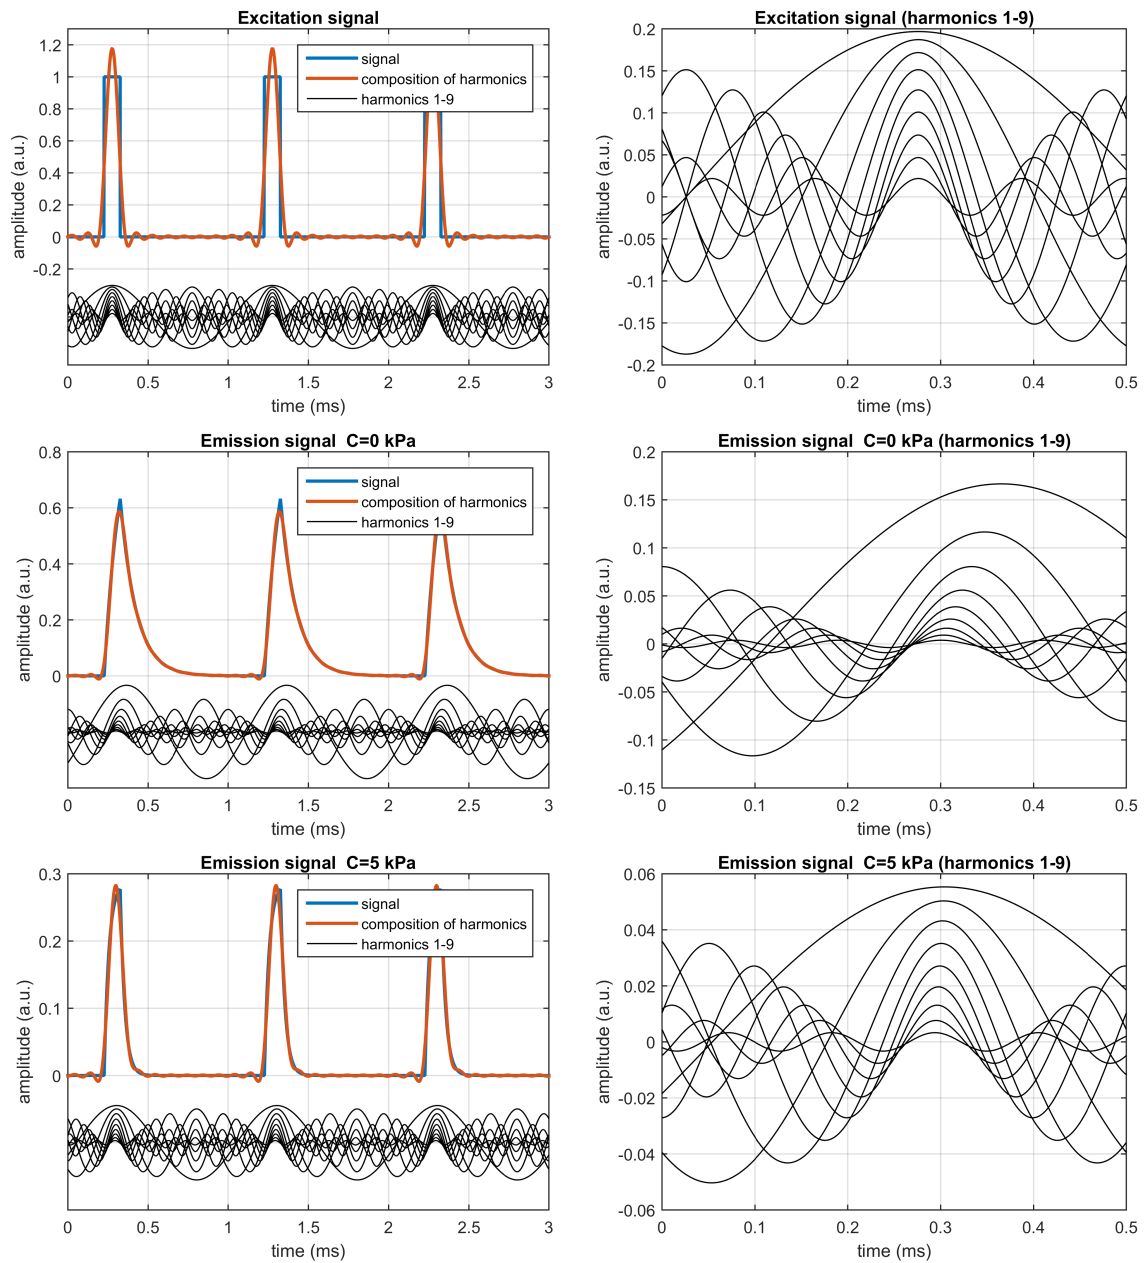 Excitation signal
1.2
1
0.8
0.6
0.4
0.2
0
-0.2
amplitude (a.u.)
signal
composition of harmonics
harmonics 1-9
0 0.5 1 1.5 2 2.5 3
time (ms)
Excitation signal (harmonics 1-9)
0.2
0.15
0.1
0.05
0
-0.05
-0.1
-0.15
-0.2
amplitude (a.u.)
0 0.1 0.2 0.3 0.4 0.5
time (ms)
Emission signal C=0 kPa
0.8
0.6
0.4
0.2
0
amplitude (a.u.)
signal
composition of harmonics
harmonics 1-9
0 0.5 1 1.5 2 2.5 3
time (ms)
Emission signal C=0 kPa (harmonics 1-9)
0.2
0.15
0.1
0.05
0
-0.05
-0.1
-0.15
amplitude (a.u.)
0 0.1 0.2 0.3 0.4 0.5
time (ms)
Emission signal C=5 kPa
0.3
0.2
0.1
0
amplitude (a.u.)
signal
composition of harmonics
harmonics 1-9
0 0.5 1 1.5 2 2.5 3
time (ms)
Emission signal C=5 kPa (harmonics 1-9)
0.06
0.04
0.02
0
-0.02
-0.04
-0.06
amplitude (a.u.)
0 0.1 0.2 0.3 0.4 0.5
time (ms)